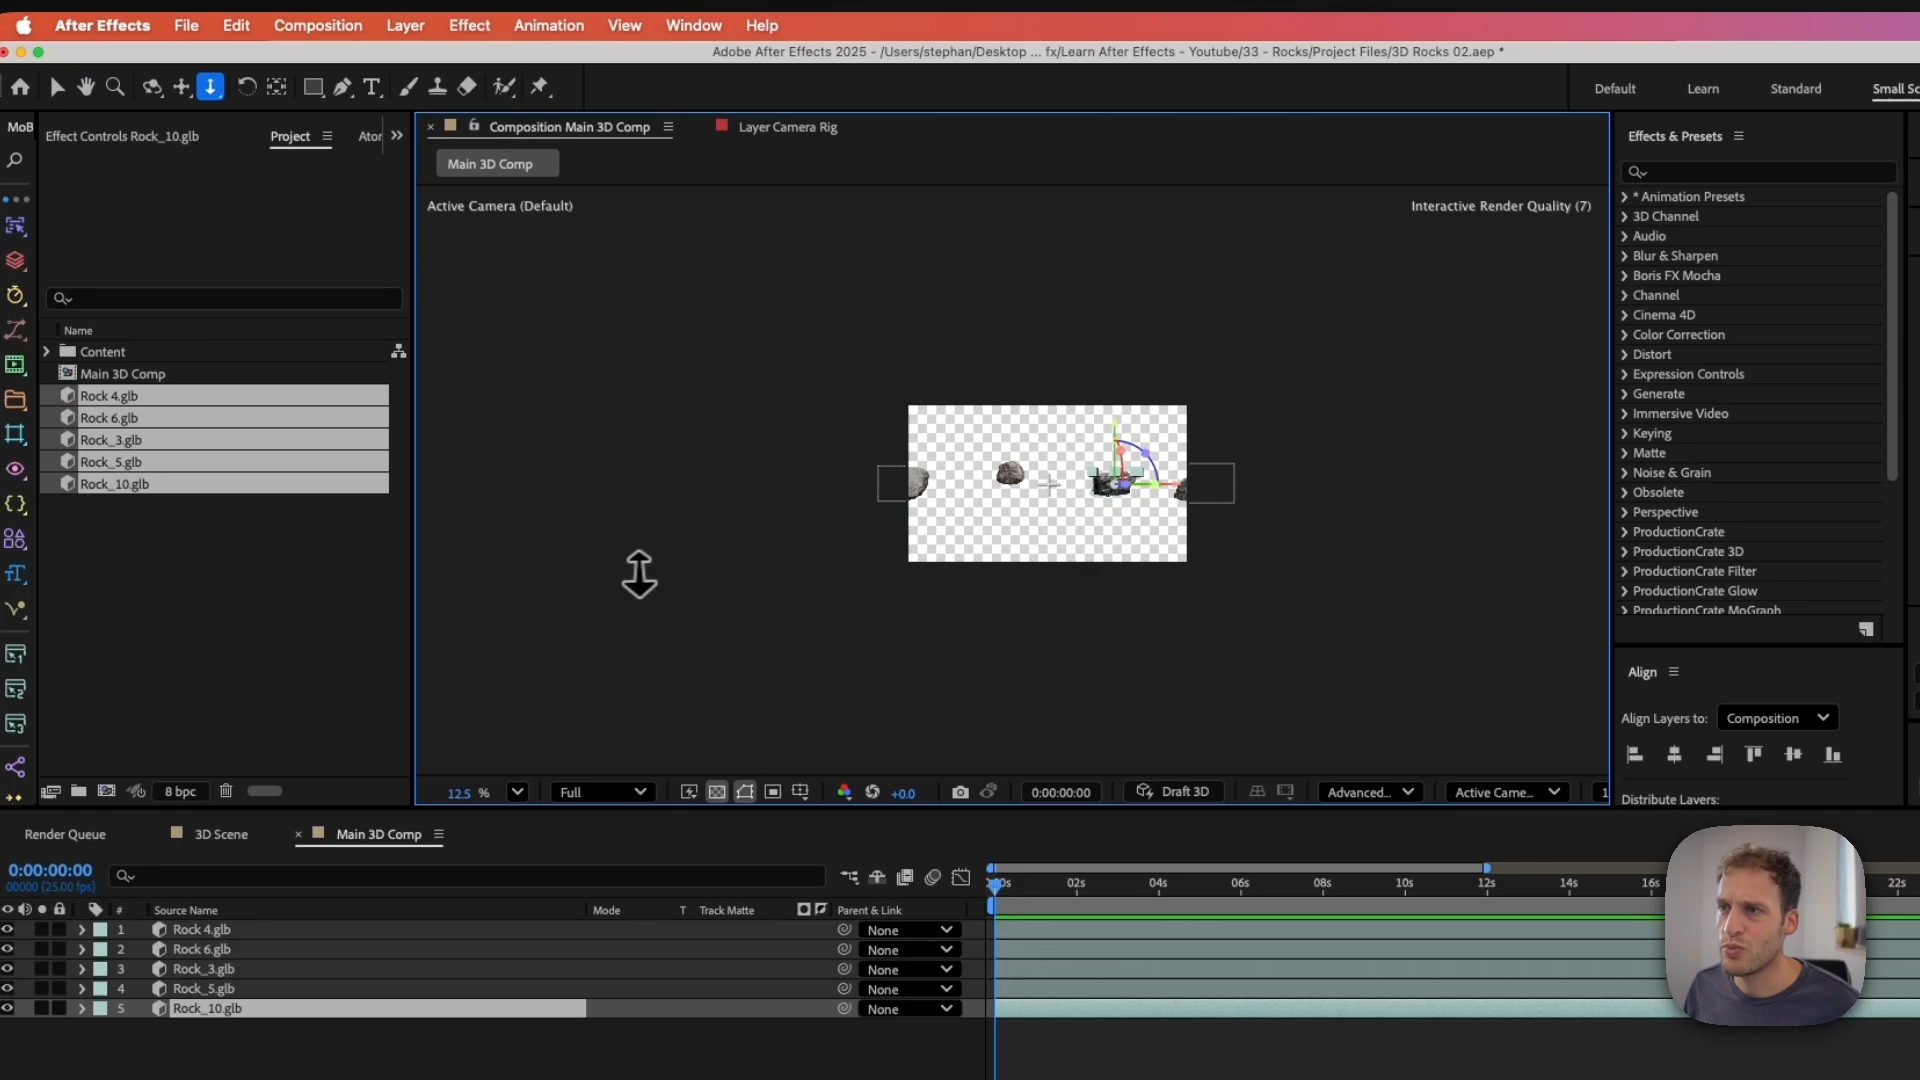 After Effects File Edit Composition Layer Effect Animation View Window Help
Adobe After Effects 2025 - /Users/stephan/Desktop ... fx/Learn After Effects - Youtube/33 - Rocks/Project Files/3D Rocks 02.aep *
Default Learn Standard Small Sc
MoB
Effect Controls Rock_10.glb Project Ator
Name
Content
Main 3D Comp
Rock 4.glb
Rock 6.glb
Rock_3.glb
Rock_5.glb
Rock_10.glb
8 bpc
Composition Main 3D Comp Layer Camera Rig
Main 3D Comp
Active Camera (Default) Interactive Render Quality (7)
12.5 % Full +0.0 0:00:00:00 Draft 3D Advanced... Active Came... 1
Effects & Presets
* Animation Presets
3D Channel
Audio
Blur & Sharpen
Boris FX Mocha
Channel
Cinema 4D
Color Correction
Distort
Expression Controls
Generate
Immersive Video
Keying
Matte
Noise & Grain
Obsolete
Perspective
ProductionCrate
ProductionCrate 3D
ProductionCrate Filter
ProductionCrate Glow
ProductionCrate MoGraph
Align
Align Layers to: Composition
Distribute Layers:
Render Queue 3D Scene Main 3D Comp
0:00:00:00
00000 (25.00 fps)
:00s 02s 04s 06s 08s 10s 12s 14s 16s 22s
# Source Name Mode T Track Matte Parent & Link
1 Rock 4.glb None
2 Rock 6.glb None
3 Rock_3.glb None
4 Rock_5.glb None
5 Rock_10.glb None